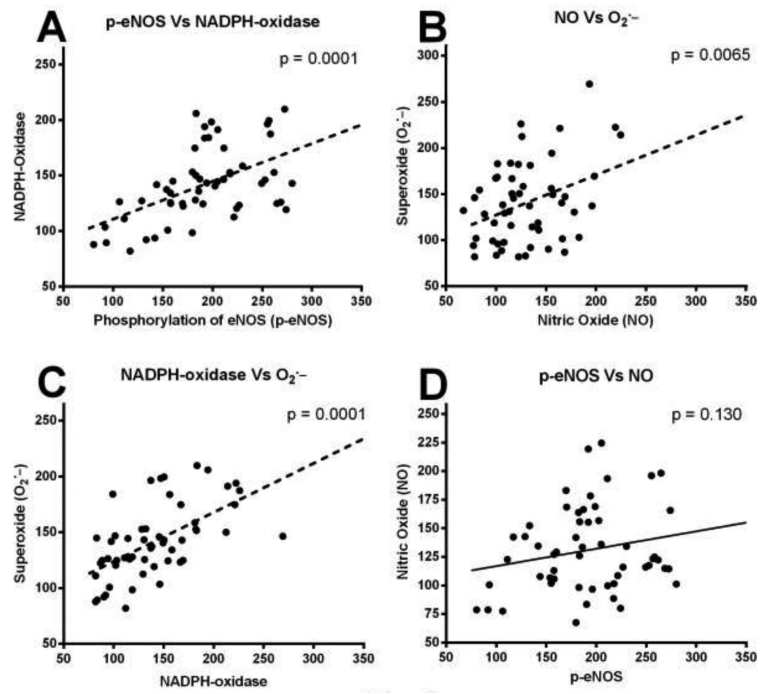 A
p-eNOS Vs NADPH-oxidase
p = 0.0001
NADPH-Oxidase
250
200
150
100
50
50 100 150 200 250 300 350
Phosphorylation of eNOS (p-eNOS)
B
NO Vs O₂·–
p = 0.0065
Superoxide (O₂·–)
300
250
200
150
100
50
50 100 150 200 250 300 350
Nitric Oxide (NO)
C
NADPH-oxidase Vs O₂·–
p = 0.0001
Superoxide (O₂·–)
250
200
150
100
50
50 100 150 200 250 300 350
NADPH-oxidase
D
p-eNOS Vs NO
p = 0.130
Nitric Oxide (NO)
250
225
200
175
150
125
100
75
50
50 100 150 200 250 300 350
p-eNOS